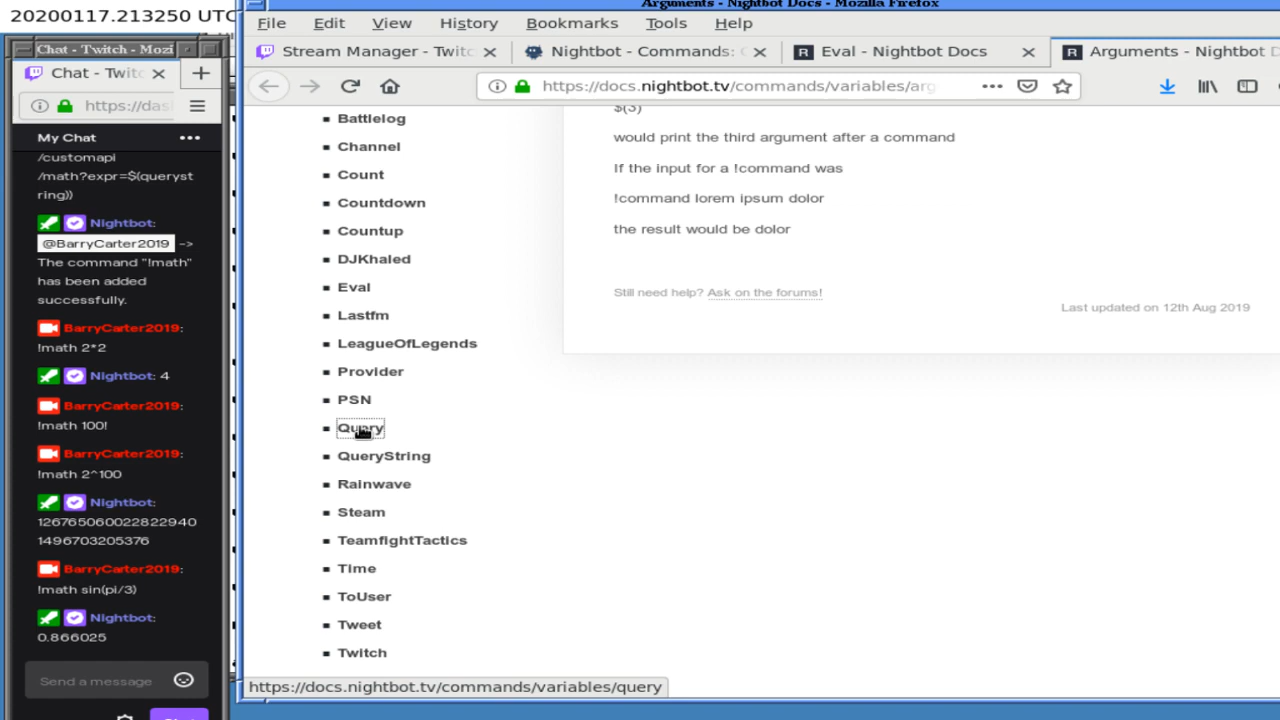 20200117.213250 UTC
Chat - Twitch - Mozi
Chat - Twitc
https://das
My Chat
/customapi
/math?expr=$(queryst
ring))
Nightbot:
@BarryCarter2019 ->
The command "!math"
has been added
successfully.
BarryCarter2019:
!math 2*2
Nightbot: 4
BarryCarter2019:
!math 100!
BarryCarter2019:
!math 2^100
Nightbot:
126765060022822940
1496703205376
BarryCarter2019:
!math sin(pi/3)
Nightbot:
0.866025
Send a message
Arguments - Nightbot Docs - Mozilla Firefox
File Edit View History Bookmarks Tools Help
Stream Manager - Twitc
Nightbot - Commands:
Eval - Nightbot Docs
Arguments - Nightbot D
https://docs.nightbot.tv/commands/variables/arg
Battlelog
Channel
Count
Countdown
Countup
DJKhaled
Eval
Lastfm
LeagueOfLegends
Provider
PSN
Query
QueryString
Rainwave
Steam
TeamfightTactics
Time
ToUser
Tweet
Twitch
$(3)
would print the third argument after a command
If the input for a !command was
!command lorem ipsum dolor
the result would be dolor
Still need help? Ask on the forums!
Last updated on 12th Aug 2019
https://docs.nightbot.tv/commands/variables/query